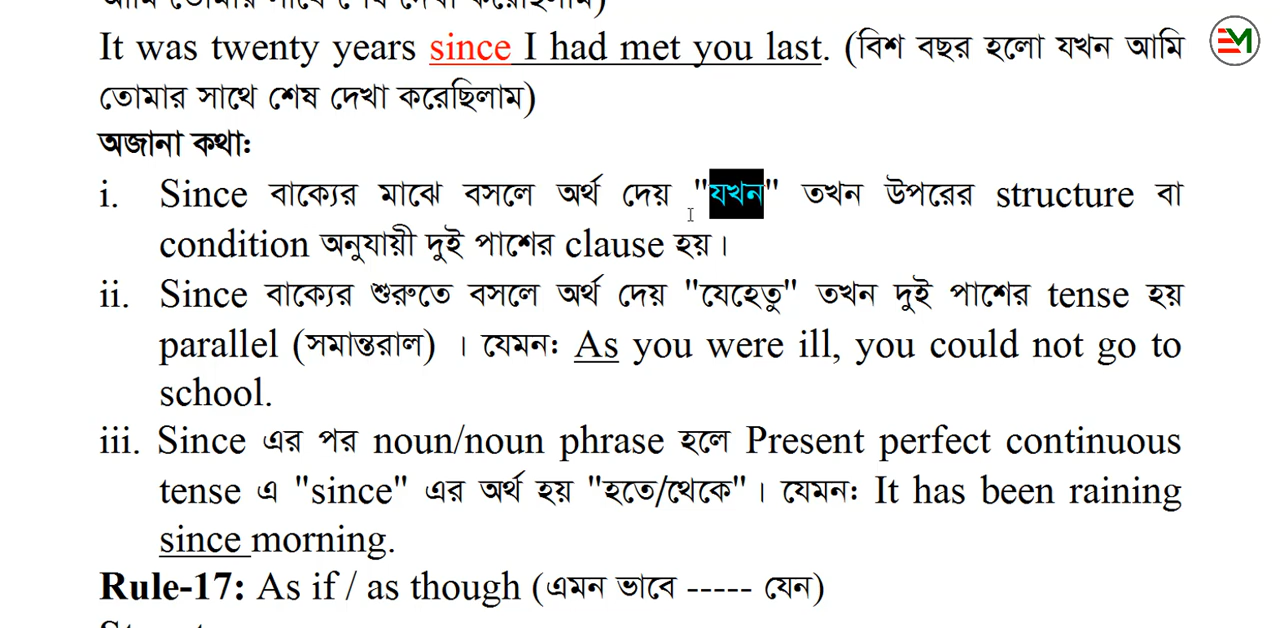 It was twenty years since I had met you last. (বিশ বছর হলো যখন আমি
তোমার সাথে শেষ দেখা করেছিলাম)
অজানা কথাঃ
i. Since বাক্যের মাঝে বসলে অর্থ দেয় "যখন" তখন উপরের structure বা
condition অনুযায়ী দুই পাশের clause হয়।
ii. Since বাক্যের শুরুতে বসলে অর্থ দেয় "যেহেতু" তখন দুই পাশের tense হয়
parallel (সমান্তরাল) । যেমনঃ As you were ill, you could not go to
school.
iii. Since এর পর noun/noun phrase হলে Present perfect continuous
tense এ "since" এর অর্থ হয় "হতে/থেকে"। যেমনঃ It has been raining
since morning.
Rule-17: As if / as though (এমন ভাবে ----- যেন)